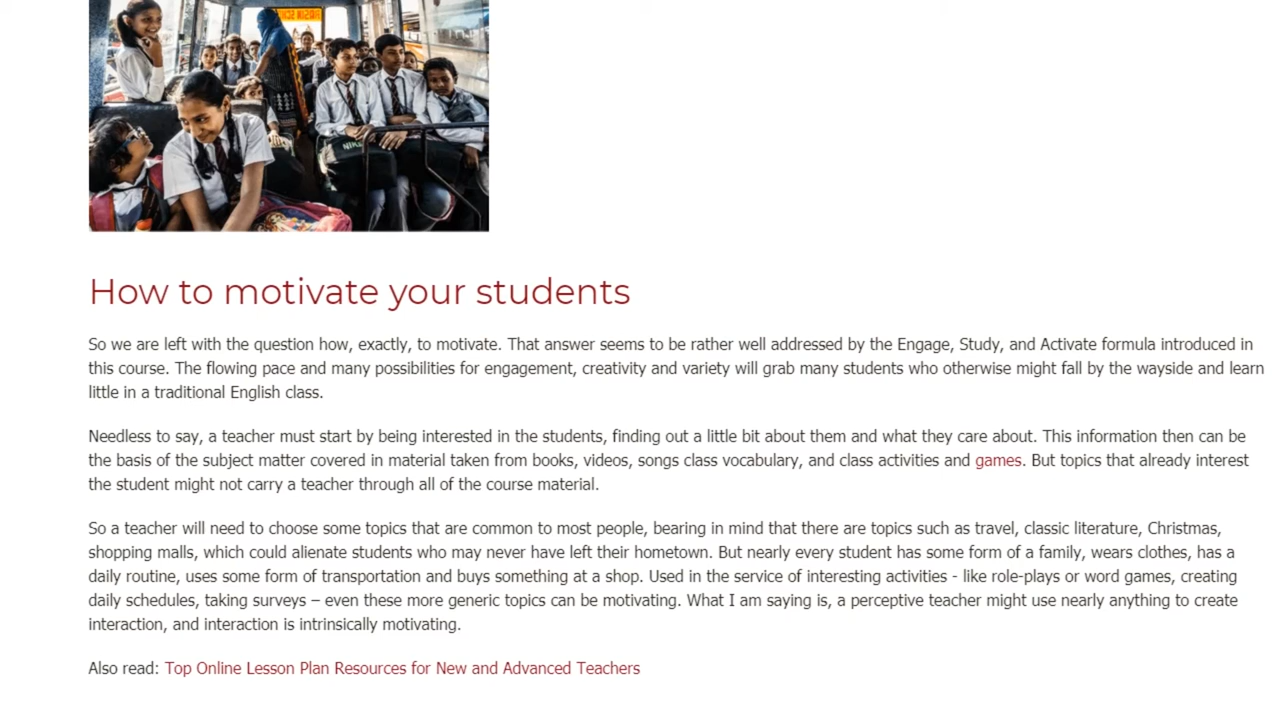 NIKE
How to motivate your students
So we are left with the question how, exactly, to motivate. That answer seems to be rather well addressed by the Engage, Study, and Activate formula introduced in
this course. The flowing pace and many possibilities for engagement, creativity and variety will grab many students who otherwise might fall by the wayside and learn
little in a traditional English class.
Needless to say, a teacher must start by being interested in the students, finding out a little bit about them and what they care about. This information then can be
the basis of the subject matter covered in material taken from books, videos, songs class vocabulary, and class activities and games. But topics that already interest
the student might not carry a teacher through all of the course material.
So a teacher will need to choose some topics that are common to most people, bearing in mind that there are topics such as travel, classic literature, Christmas,
shopping malls, which could alienate students who may never have left their hometown. But nearly every student has some form of a family, wears clothes, has a
daily routine, uses some form of transportation and buys something at a shop. Used in the service of interesting activities - like role-plays or word games, creating
daily schedules, taking surveys – even these more generic topics can be motivating. What I am saying is, a perceptive teacher might use nearly anything to create
interaction, and interaction is intrinsically motivating.
Also read: Top Online Lesson Plan Resources for New and Advanced Teachers